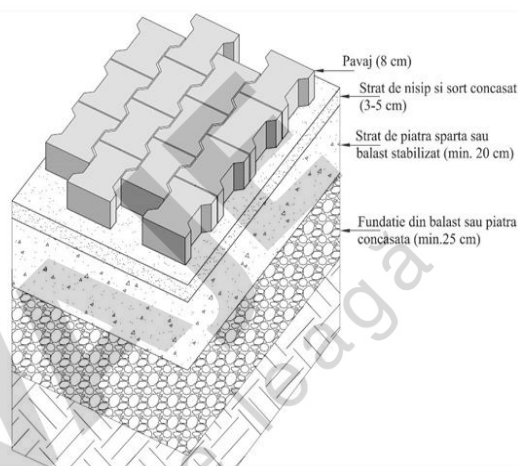 Pavaj (8 cm)
Strat de nisip si sort concasat
(3-5 cm)
Strat de piatra sparta sau
balast stabilizat (min. 20 cm)
Fundatie din balast sau piatra
concasata (min.25 cm)
leagă